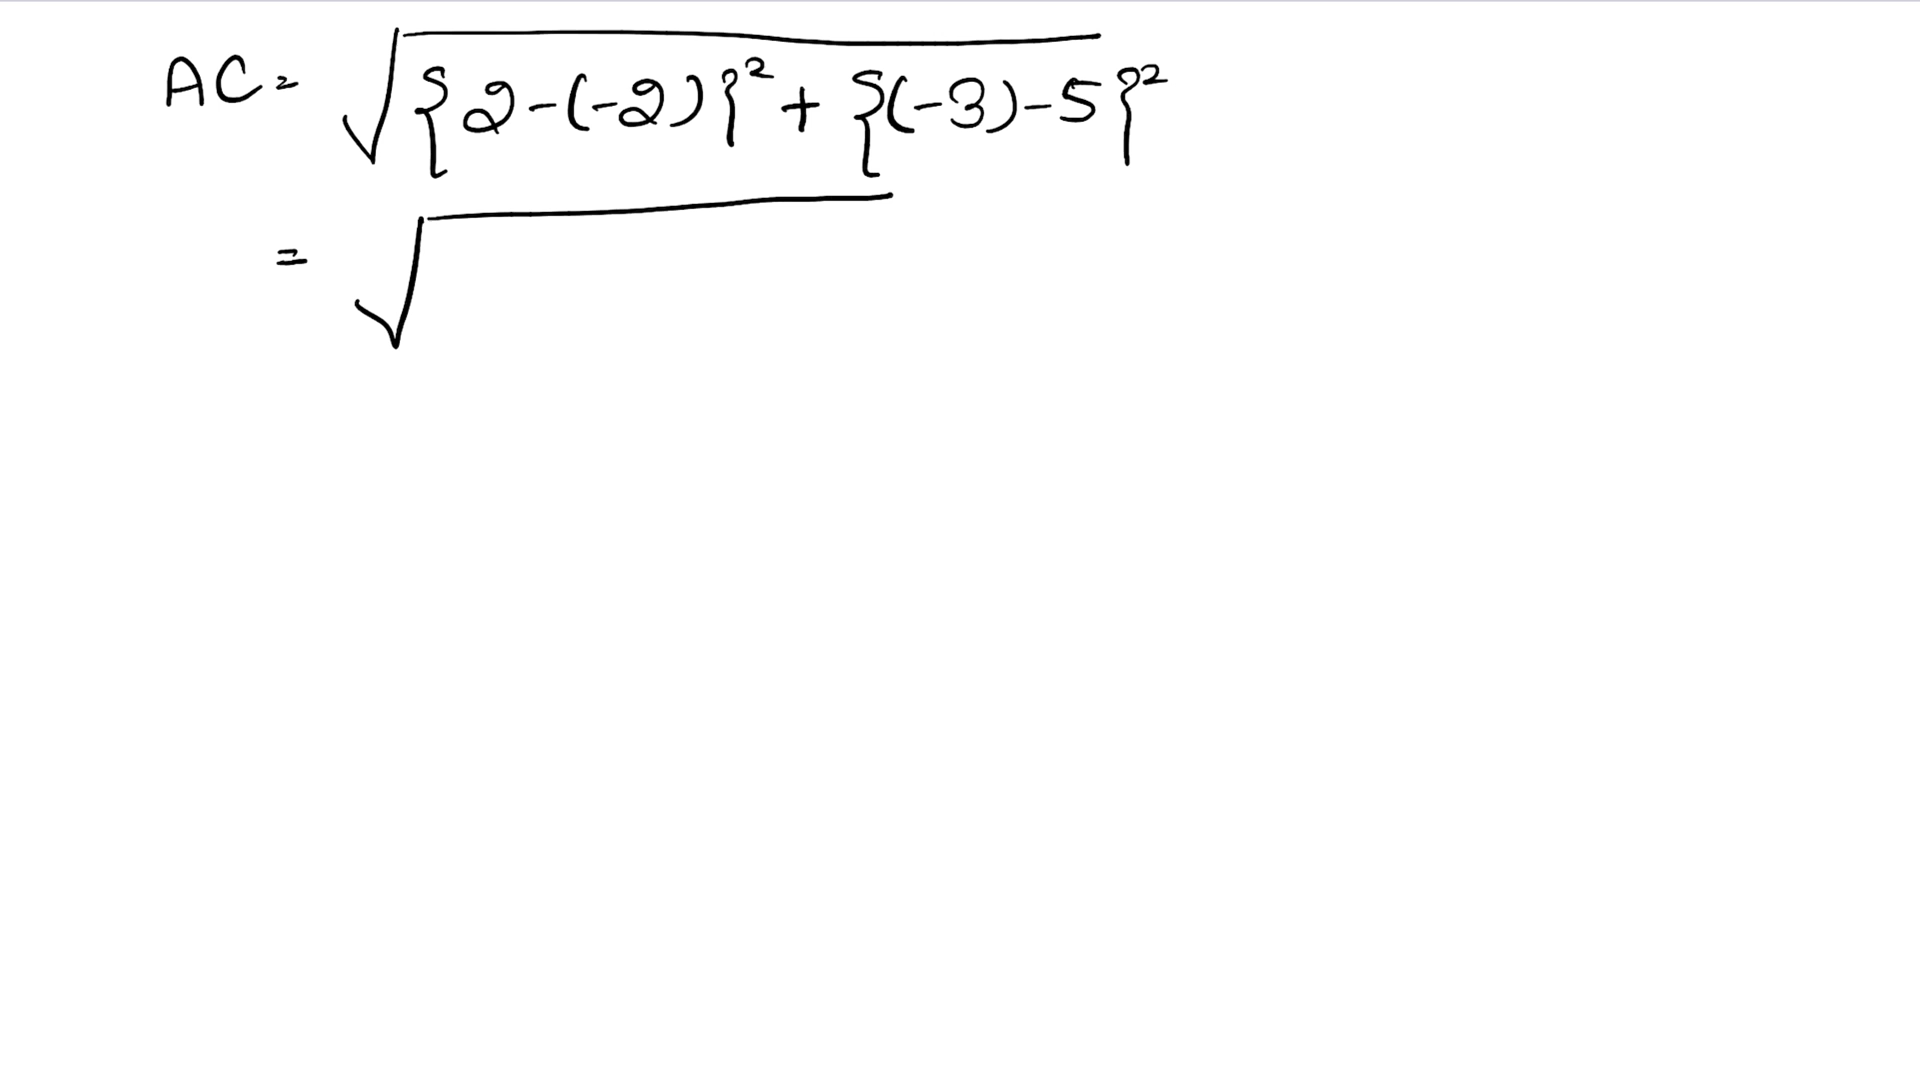 AC = √{2-(-2)}² + {(-3)-5}²
= √